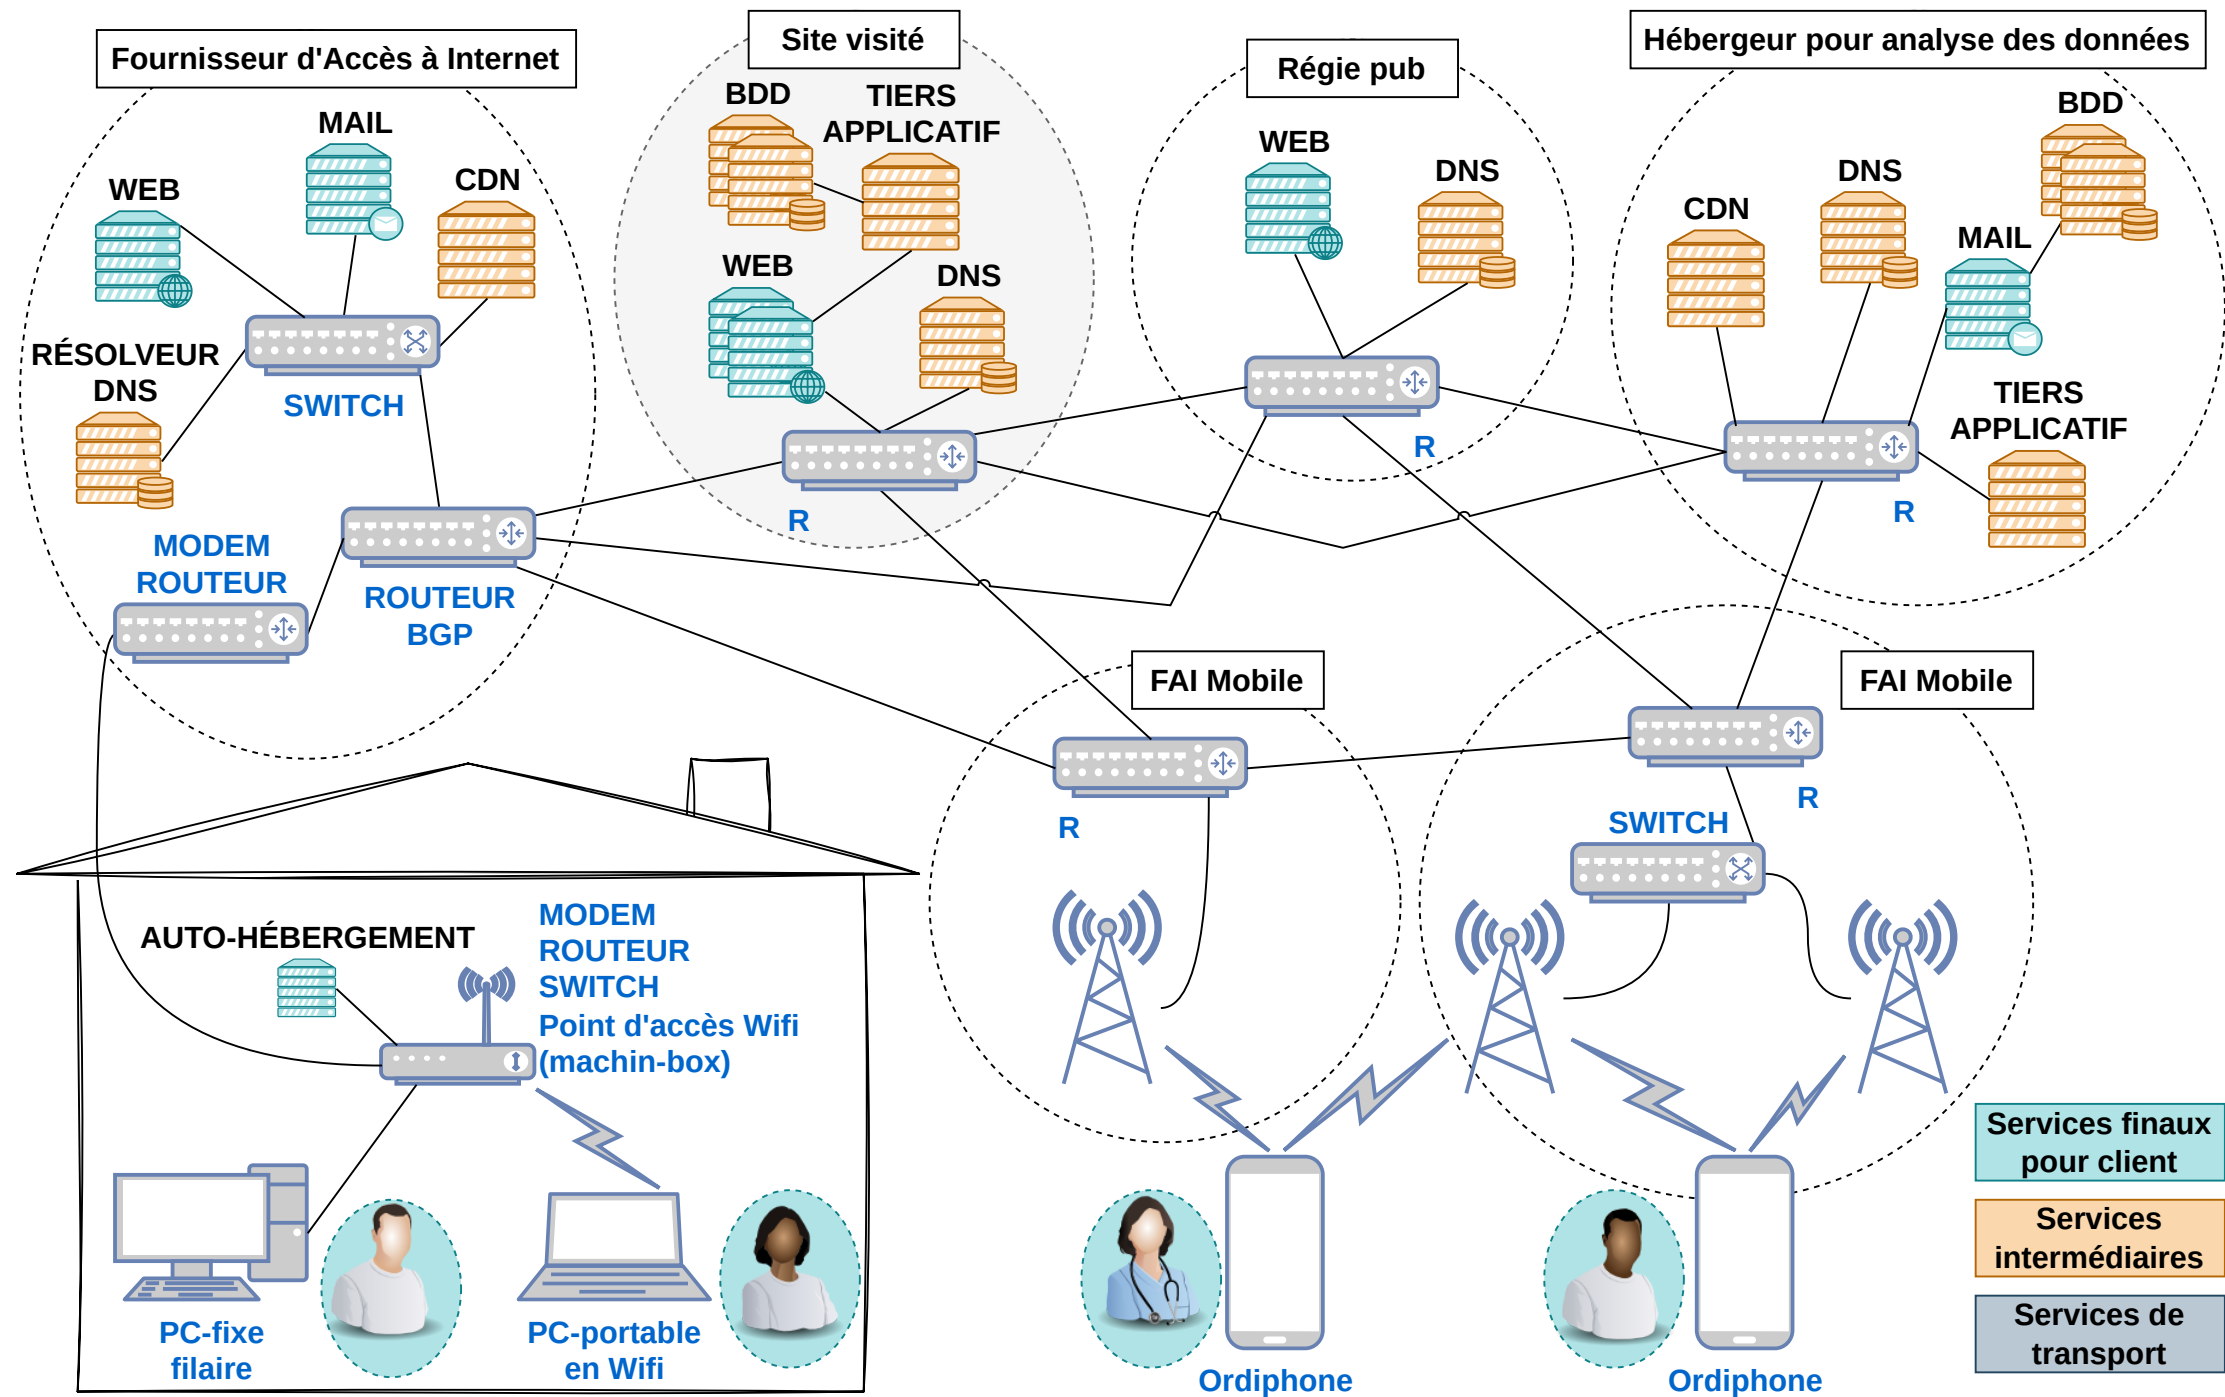 Fournisseur d'Accès à Internet
MAIL
WEB
CDN
RÉSOLVEUR
DNS
SWITCH
MODEM
ROUTEUR
ROUTEUR
BGP
Site visité
BDD
TIERS
APPLICATIF
WEB
DNS
R
Régie pub
WEB
DNS
R
Hébergeur pour analyse des données
BDD
DNS
CDN
MAIL
TIERS
APPLICATIF
R
FAI Mobile
R
FAI Mobile
R
SWITCH
AUTO-HÉBERGEMENT
MODEM
ROUTEUR
SWITCH
Point d'accès Wifi
(machin-box)
PC-fixe
filaire
PC-portable
en Wifi
Ordiphone
Ordiphone
Services finaux
pour client
Services
intermédiaires
Services de
transport